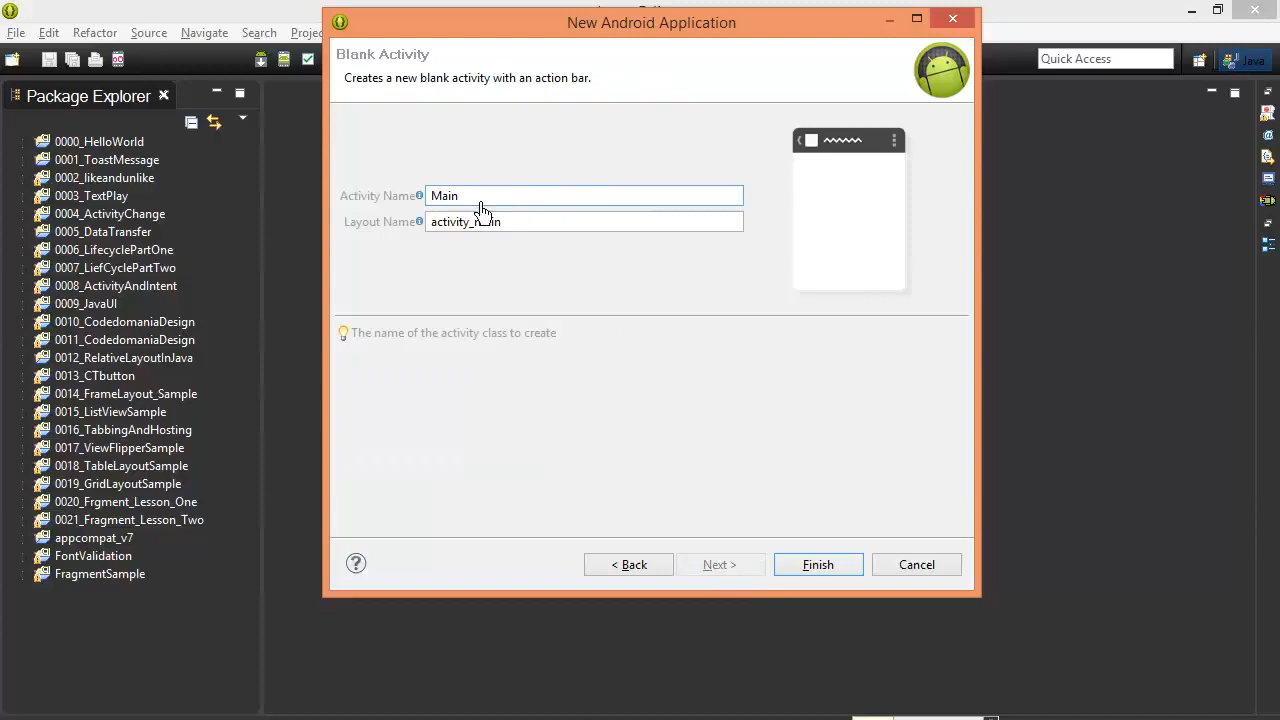 New Android Application
File Edit Refactor Source Navigate Search Projec
Quick Access
Java
Package Explorer
Blank Activity
Creates a new blank activity with an action bar.
Activity Name
Main
Layout Name
The name of the activity class to create
< Back
Next >
Finish
Cancel
0000_HelloWorld
0001_ToastMessage
0002_likeandunlike
0003_TextPlay
0004_ActivityChange
0005_DataTransfer
0006_LifecyclePartOne
0007_LiefCyclePartTwo
0008_ActivityAndIntent
0009_JavaUI
0010_CodedomaniaDesign
0011_CodedomaniaDesign
0012_RelativeLayoutInJava
0013_CTbutton
0014_FrameLayout_Sample
0015_ListViewSample
0016_TabbingAndHosting
0017_ViewFlipperSample
0018_TableLayoutSample
0019_GridLayoutSample
0020_Frgment_Lesson_One
0021_Fragment_Lesson_Two
appcompat_v7
FontValidation
FragmentSample